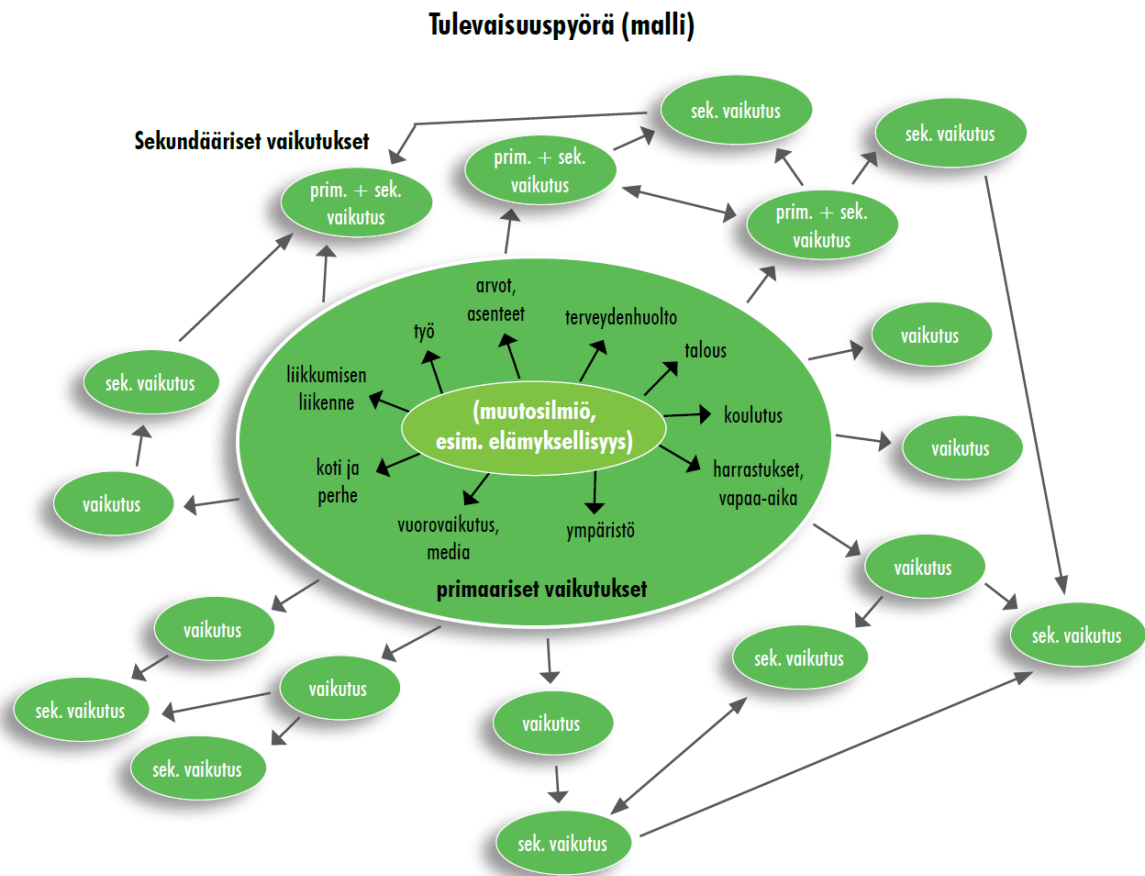 Tulevaisuuspyörä (malli)
sek. vaikutus
sek. vaikutus
Sekundääriset vaikutukset
prim. + sek.
vaikutus
prim. + sek.
vaikutus
prim. + sek.
vaikutus
arvot,
asenteet
terveydenhuolto
työ
talous
vaikutus
liikkumisen
liikenne
sek. vaikutus
(muutosilmiö,
esim. elämyksellisyys)
koulutus
vaikutus
koti ja
perhe
harrastukset,
vapaa-aika
vaikutus
vuorovaikutus,
media
ympäristö
primaariset vaikutukset
vaikutus
vaikutus
sek. vaikutus
sek. vaikutus
vaikutus
sek. vaikutus
vaikutus
sek. vaikutus
sek. vaikutus